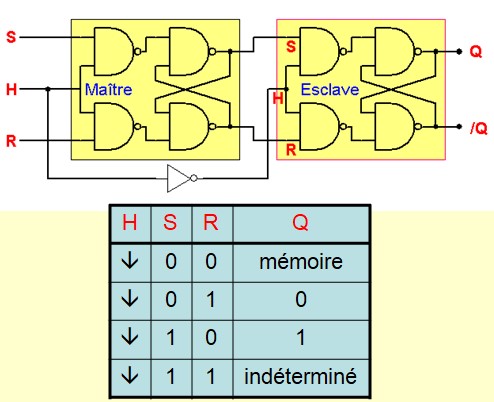 S
H
R
Maître
S
H
R
Esclave
Q
/Q
H S R Q
↓ 0 0 mémoire
↓ 0 1 0
↓ 1 0 1
↓ 1 1 indéterminé